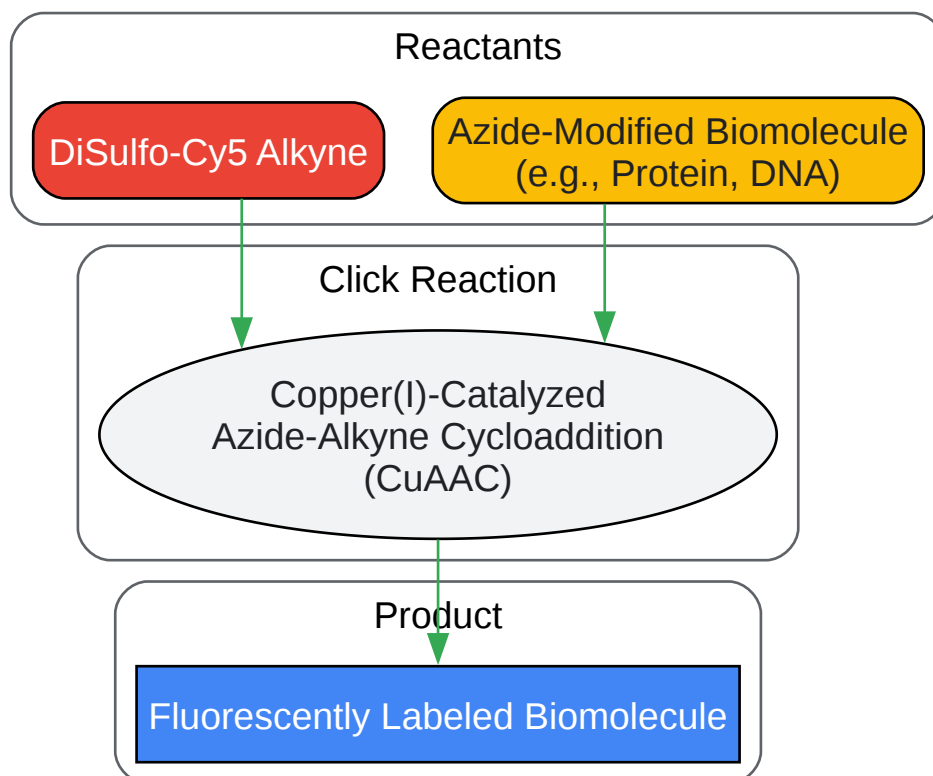 Reactants
DiSulfo-Cy5 Alkyne
Azide-Modified Biomolecule
(e.g., Protein, DNA)
Click Reaction
Copper(I)-Catalyzed
Azide-Alkyne Cycloaddition
(CuAAC)
Product
Fluorescently Labeled Biomolecule